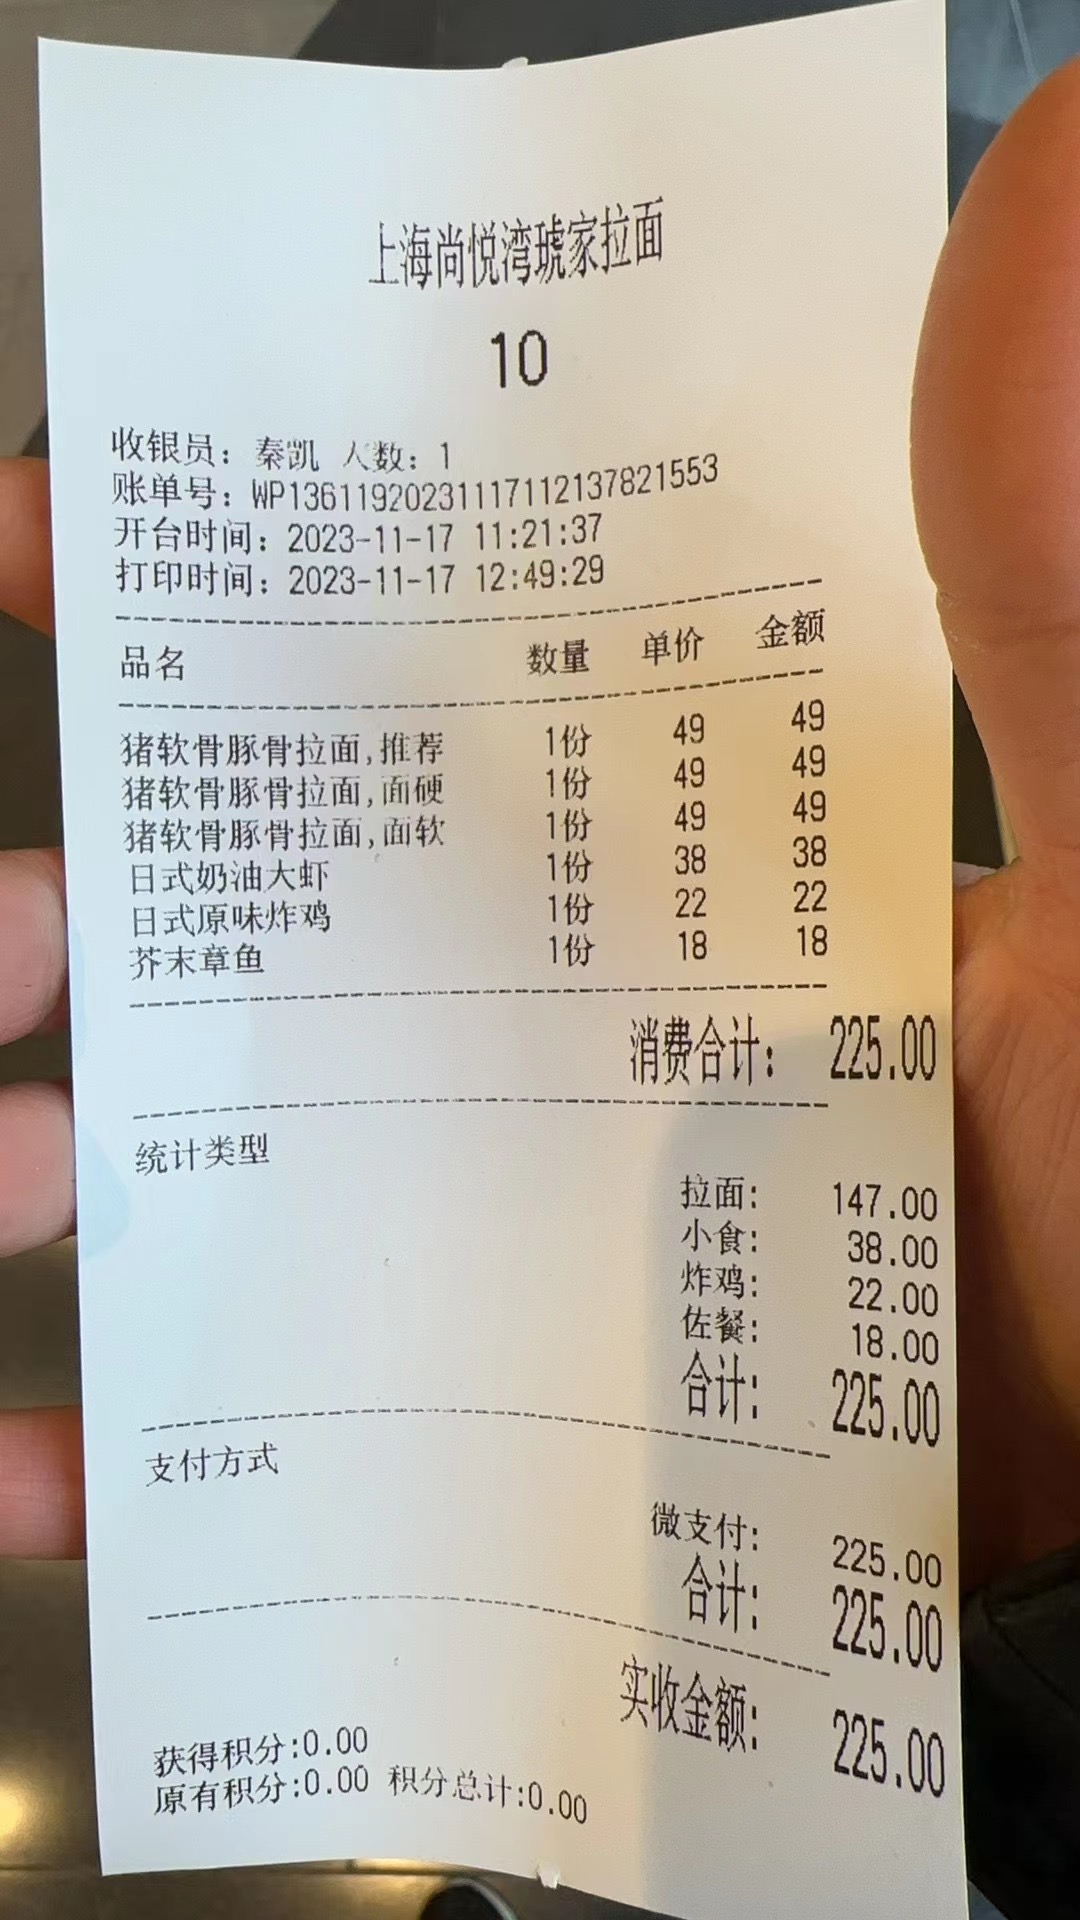 上海尚悦湾琥家拉面
10
收银员：秦凯 人数：1
账单号：WP13611920231117112137821553
开台时间：2023-11-17 11:21:37
打印时间：2023-11-17 12:49:29
品名 数量 单价 金额
猪软骨豚骨拉面,推荐 1份 49 49
猪软骨豚骨拉面,面硬 1份 49 49
猪软骨豚骨拉面,面软 1份 49 49
日式奶油大虾 1份 38 38
日式原味炸鸡 1份 22 22
芥末章鱼 1份 18 18
消费合计： 225.00
统计类型
拉面: 147.00
小食: 38.00
炸鸡: 22.00
佐餐: 18.00
合计: 225.00
支付方式
微支付: 225.00
合计: 225.00
实收金额: 225.00
获得积分:0.00
原有积分:0.00 积分总计:0.00